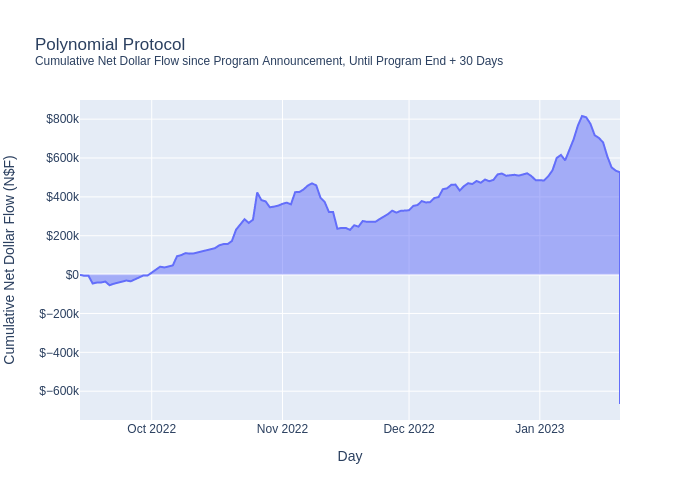 Polynomial Protocol
Cumulative Net Dollar Flow since Program Announcement, Until Program End + 30 Days
Cumulative Net Dollar Flow (N$F)
$800k
$600k
$400k
$200k
$0
$−200k
$−400k
$−600k
Oct 2022
Nov 2022
Dec 2022
Jan 2023
Day